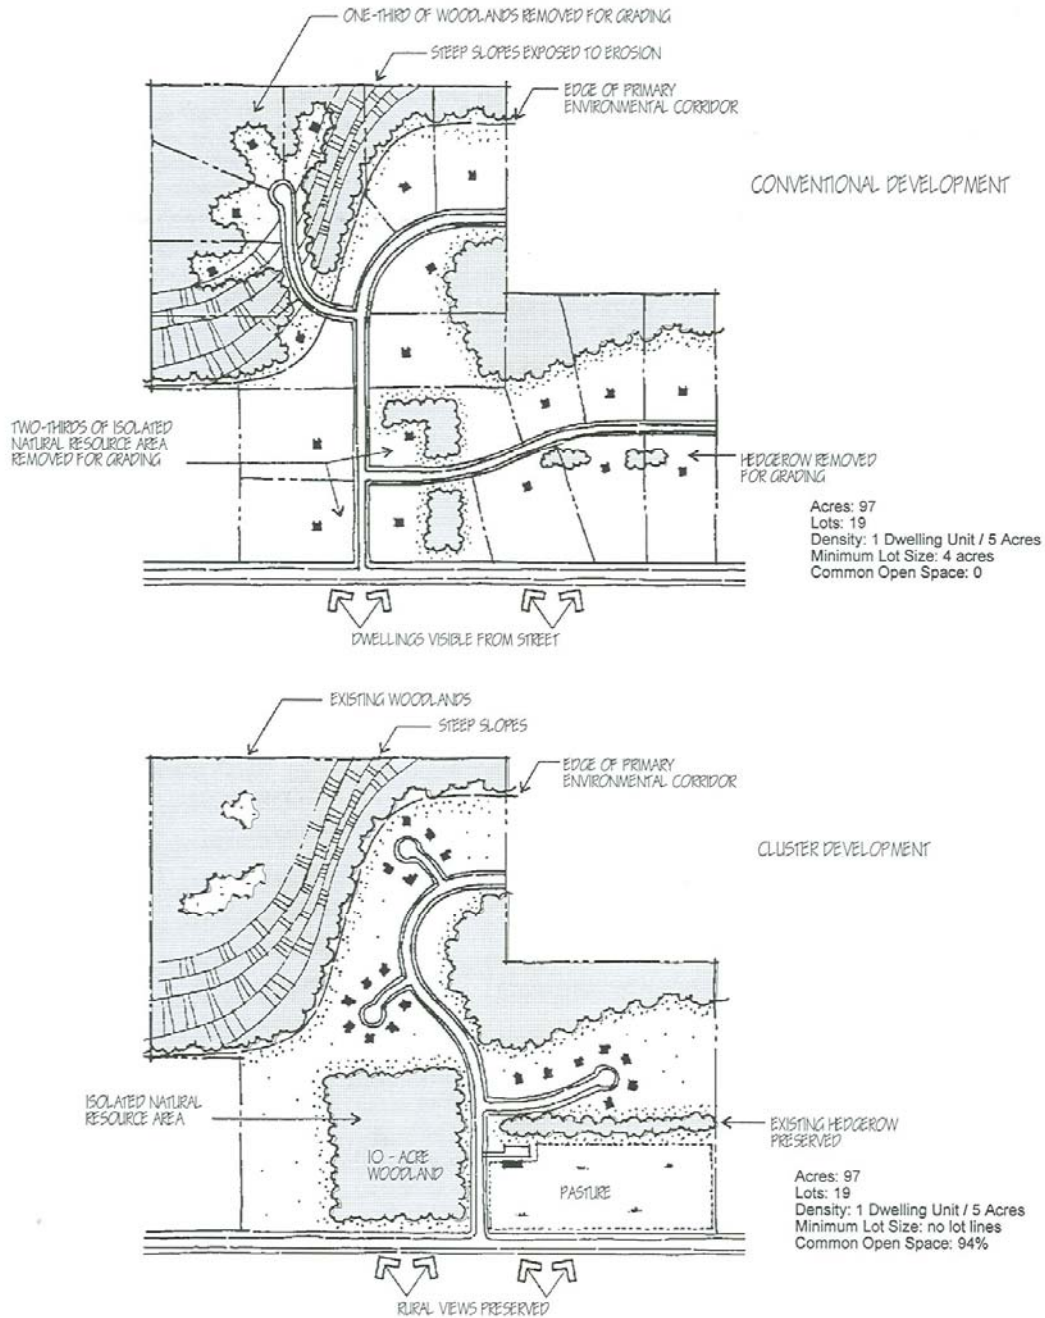 ONE-THIRD OF WOODLANDS REMOVED FOR GRADING
STEEP SLOPES EXPOSED TO EROSION
EDGE OF PRIMARY
ENVIRONMENTAL CORRIDOR
CONVENTIONAL DEVELOPMENT
TWO-THIRDS OF ISOLATED
NATURAL RESOURCE AREA
REMOVED FOR GRADING
HEDGEROW REMOVED
FOR GRADING
Acres: 97
Lots: 19
Density: 1 Dwelling Unit / 5 Acres
Minimum Lot Size: 4 acres
Common Open Space: 0
DWELLINGS VISIBLE FROM STREET
EXISTING WOODLANDS
STEEP SLOPES
EDGE OF PRIMARY
ENVIRONMENTAL CORRIDOR
CLUSTER DEVELOPMENT
ISOLATED NATURAL
RESOURCE AREA
10 - ACRE
WOODLAND
PASTURE
EXISTING HEDGEROW
PRESERVED
Acres: 97
Lots: 19
Density: 1 Dwelling Unit / 5 Acres
Minimum Lot Size: no lot lines
Common Open Space: 94%
RURAL VIEWS PRESERVED